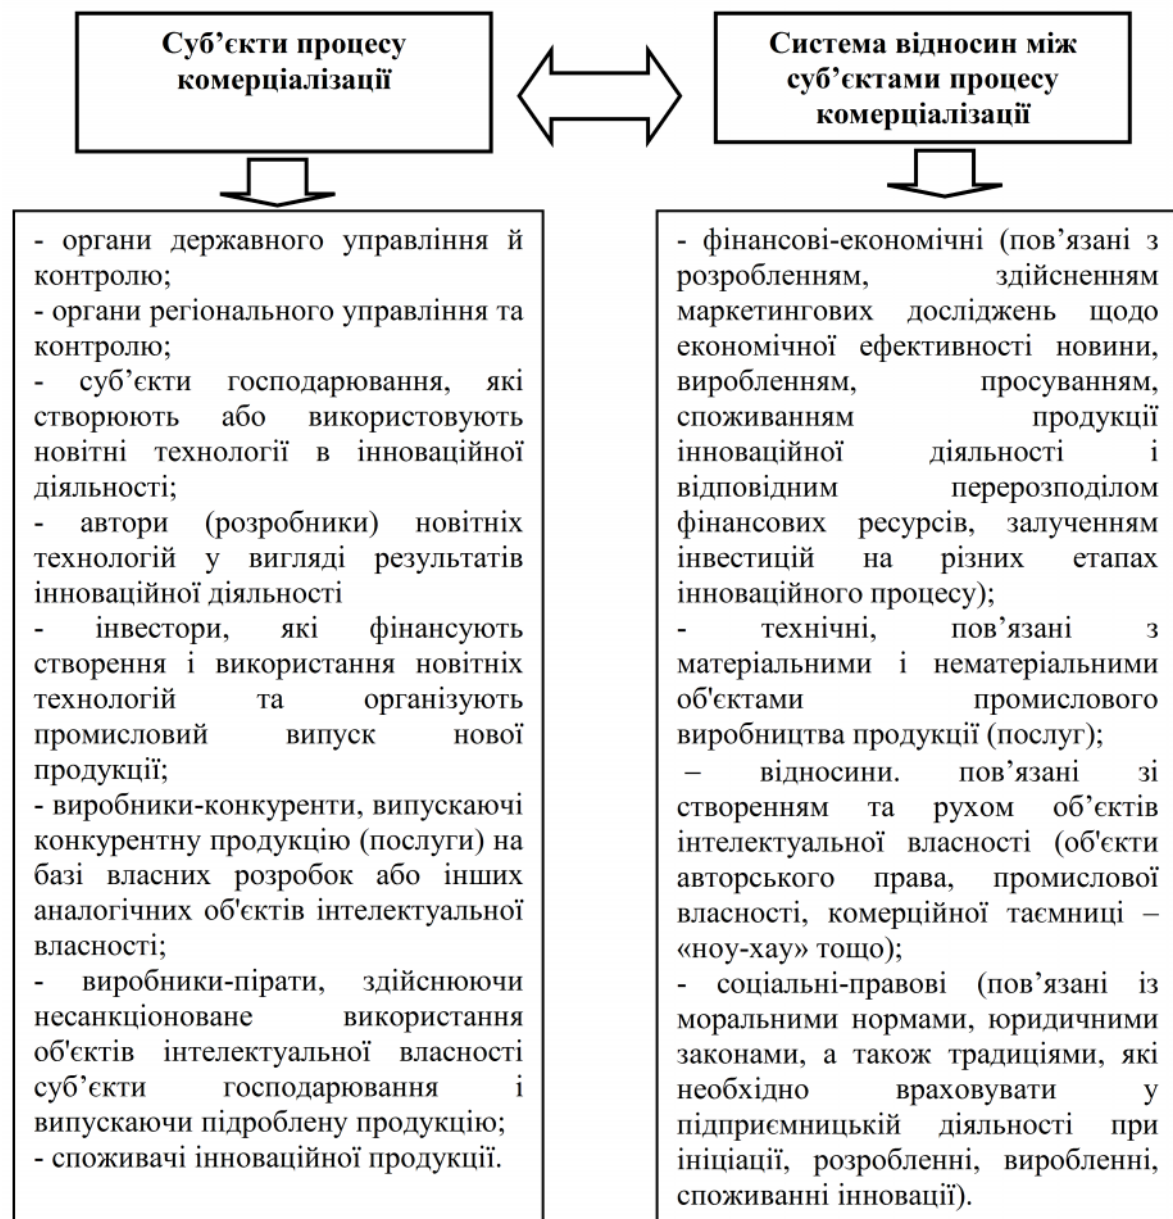 Суб’єкти процесу
комерціалізації
Система відносин між
суб’єктами процесу
комерціалізації
- органи державного управління й
контролю;
- органи регіонального управління та
контролю;
- суб’єкти господарювання, які
створюють або використовують
новітні технології в інноваційної
діяльності;
- автори (розробники) новітніх
технологій у вигляді результатів
інноваційної діяльності
- інвестори, які фінансують
створення і використання новітніх
технологій та організують
промисловий випуск нової
продукції;
- виробники-конкуренти, випускаючі
конкурентну продукцію (послуги) на
базі власних розробок або інших
аналогічних об'єктів інтелектуальної
власності;
- виробники-пірати, здійснюючи
несанкціоноване використання
об'єктів інтелектуальної власності
суб’єкти господарювання і
випускаючи підроблену продукцію;
- споживачі інноваційної продукції.
- фінансові-економічні (пов’язані з
розробленням, здійсненням
маркетингових досліджень щодо
економічної ефективності новини,
виробленням, просуванням,
споживанням продукції
інноваційної діяльності і
відповідним перерозподілом
фінансових ресурсів, залученням
інвестицій на різних етапах
інноваційного процесу);
- технічні, пов’язані з
матеріальними і нематеріальними
об'єктами промислового
виробництва продукції (послуг);
– відносини. пов’язані зі
створенням та рухом об’єктів
інтелектуальної власності (об'єкти
авторського права, промислової
власності, комерційної таємниці –
«ноу-хау» тощо);
- соціальні-правові (пов’язані із
моральними нормами, юридичними
законами, а також традиціями, які
необхідно враховувати у
підприємницькій діяльності при
ініціації, розробленні, виробленні,
споживанні інновації).